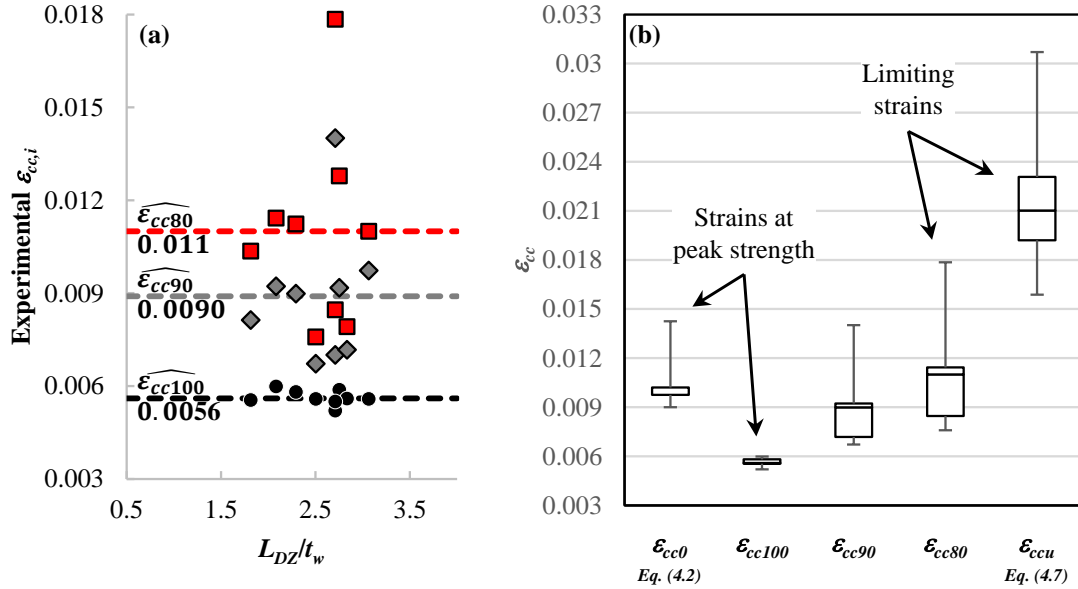 (a)
Experimental εcc,i
0.018
0.015
0.012
0.009
0.006
0.003
εcc80
0.011
εcc90
0.0090
εcc100
0.0056
0.5
1.5
2.5
3.5
LDZ/tw
(b)
εcc
0.033
0.03
0.027
0.024
0.021
0.018
0.015
0.012
0.009
0.006
0.003
Limiting
strains
Strains at
peak strength
εcc0
εcc100
εcc90
εcc80
εccu
Eq. (4.2)
Eq. (4.7)